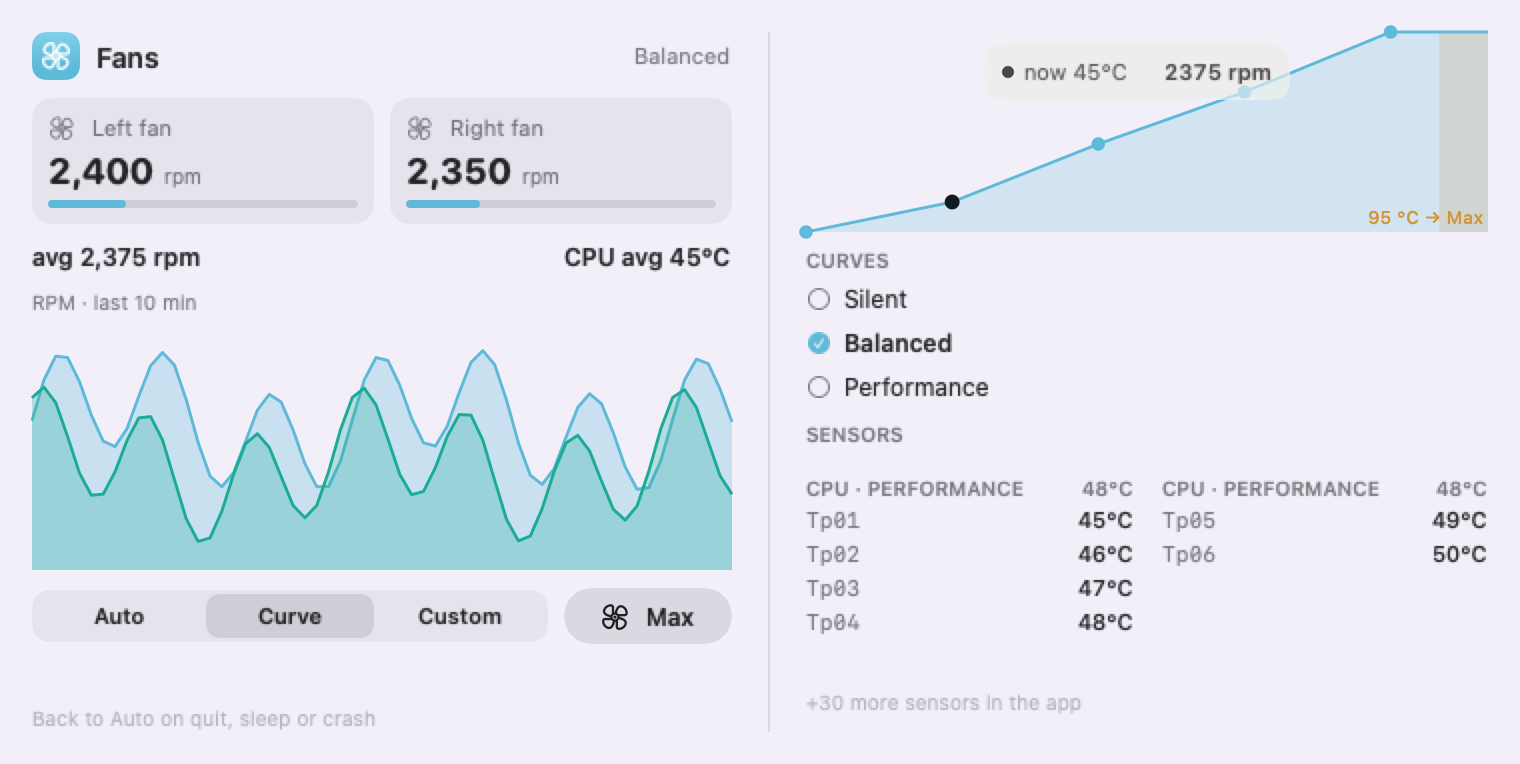 Fans
Balanced
Left fan
2,400 rpm
Right fan
2,350 rpm
avg 2,375 rpm
CPU avg 45°C
RPM · last 10 min
Auto
Curve
Custom
Max
Back to Auto on quit, sleep or crash
now 45°C 2375 rpm
95 °C → Max
CURVES
Silent
Balanced
Performance
SENSORS
CPU · PERFORMANCE 48°C
Tp01 45°C
Tp02 46°C
Tp03 47°C
Tp04 48°C
CPU · PERFORMANCE 48°C
Tp05 49°C
Tp06 50°C
+30 more sensors in the app